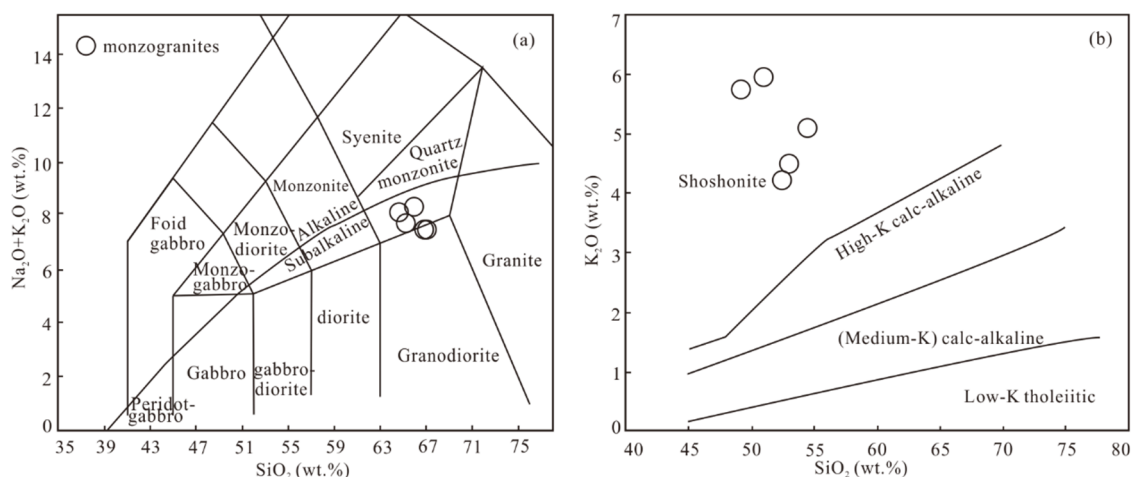 (a)
monzogranites
14
12
10
8
6
4
2
0
Na₂O+K₂O (wt.%)
Syenite
Quartz
monzonite
Monzonite
Foid
gabbro
Monzo-
diorite
Alkaline
Subalkaline
Monzo-
gabbro
Granite
diorite
Granodiorite
Gabbro
gabbro-
diorite
Peridot-
gabbro
35 39 43 47 51 55 59 63 67 71 75
SiO₂ (wt.%)
(b)
7
6
5
4
3
2
1
0
K₂O (wt.%)
Shoshonite
High-K calc-alkaline
(Medium-K) calc-alkaline
Low-K tholeiitic
40 45 50 55 60 65 70 75 80
SiO₂ (wt.%)